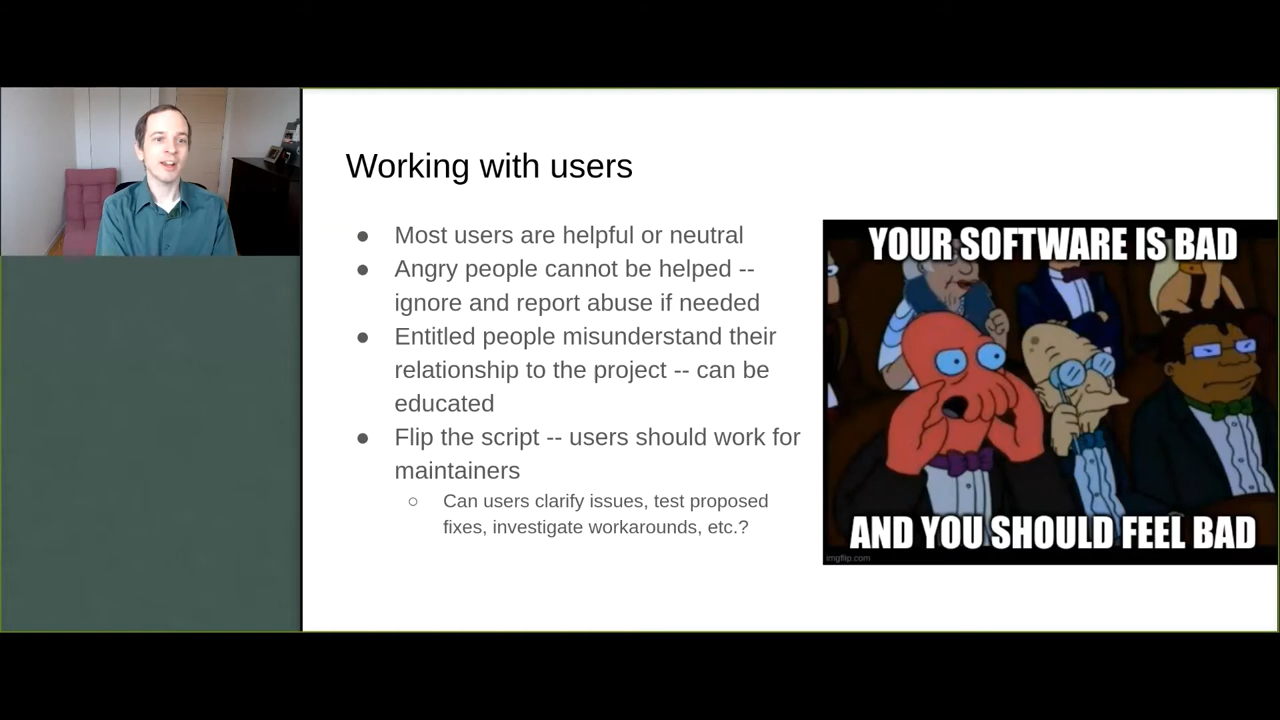 Working with users
● Most users are helpful or neutral
● Angry people cannot be helped --
ignore and report abuse if needed
● Entitled people misunderstand their
relationship to the project -- can be
educated
● Flip the script -- users should work for
maintainers
○ Can users clarify issues, test proposed
fixes, investigate workarounds, etc.?
YOUR SOFTWARE IS BAD
AND YOU SHOULD FEEL BAD
imgflip.com